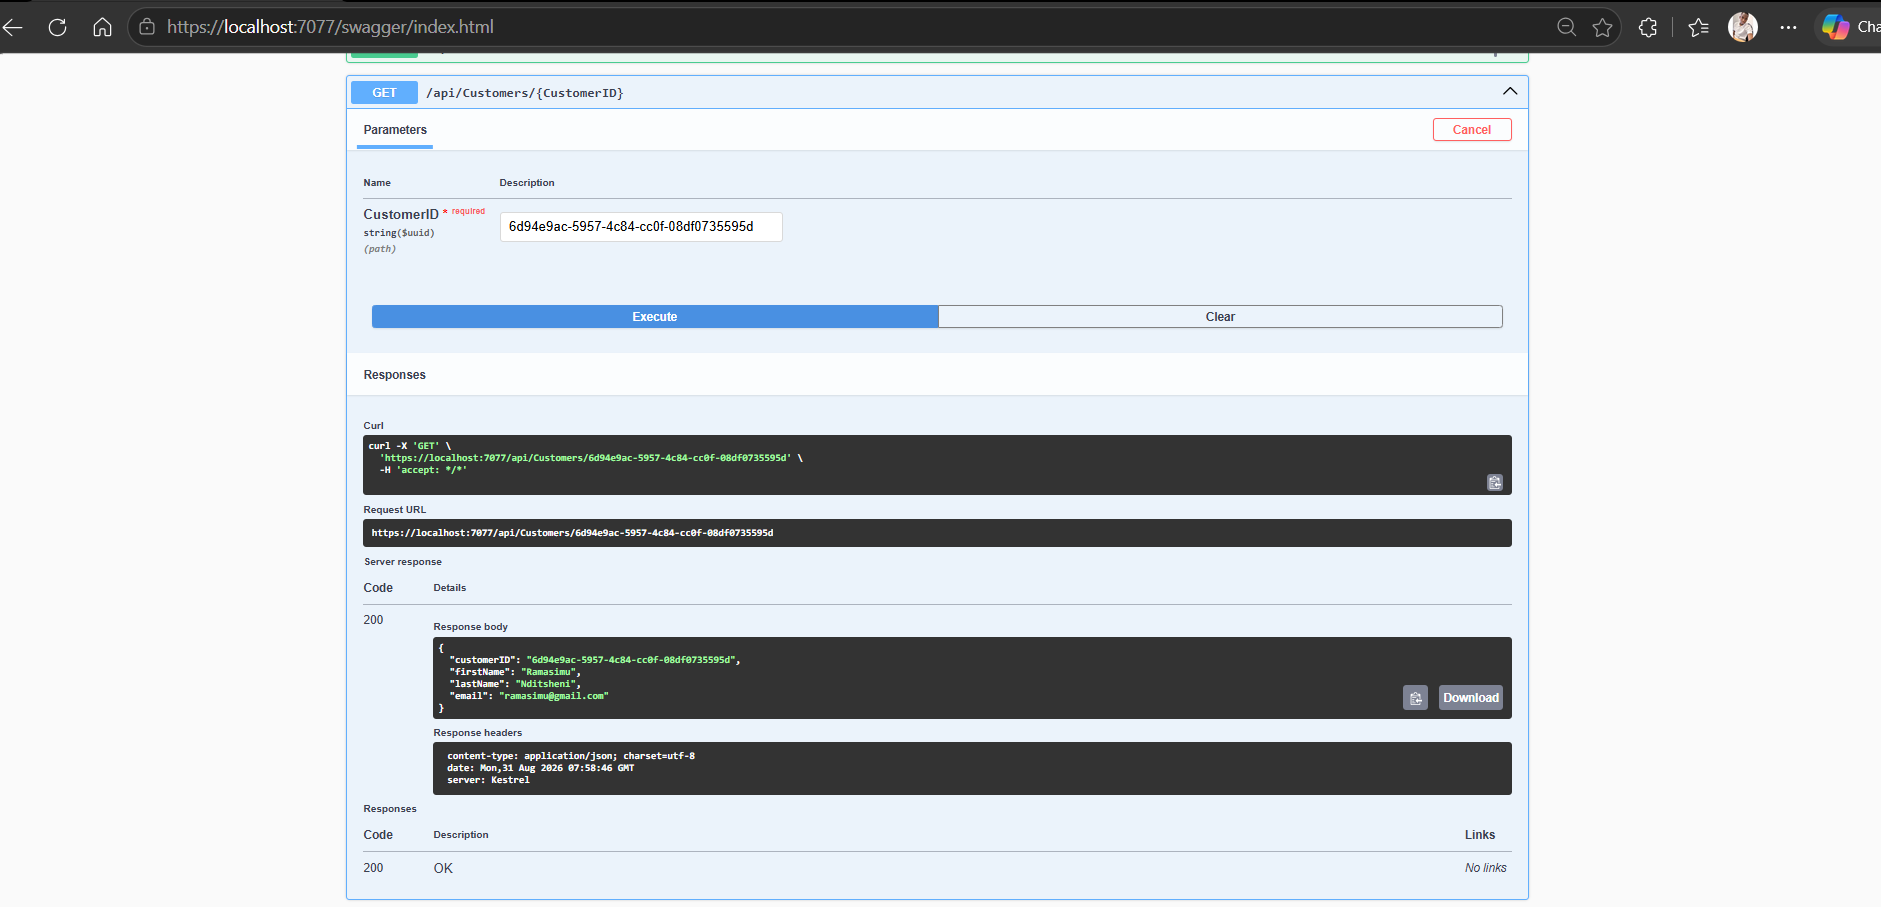 https://localhost:7077/swagger/index.html
Cha
GET /api/Customers/{CustomerID}
Parameters
Cancel
Name Description
CustomerID * required
string($uuid)
(path)
6d94e9ac-5957-4c84-cc0f-08df0735595d
Execute Clear
Responses
Curl
curl -X 'GET' \
'https://localhost:7077/api/Customers/6d94e9ac-5957-4c84-cc0f-08df0735595d' \
-H 'accept: */*'
Request URL
https://localhost:7077/api/Customers/6d94e9ac-5957-4c84-cc0f-08df0735595d
Server response
Code Details
200
Response body
{
"customerID": "6d94e9ac-5957-4c84-cc0f-08df0735595d",
"firstName": "Ramasimu",
"lastName": "Nditsheni",
"email": "ramasimu@gmail.com"
}
Download
Response headers
content-type: application/json; charset=utf-8
date: Mon,31 Aug 2026 07:58:46 GMT
server: Kestrel
Responses
Code Description Links
200 OK No links